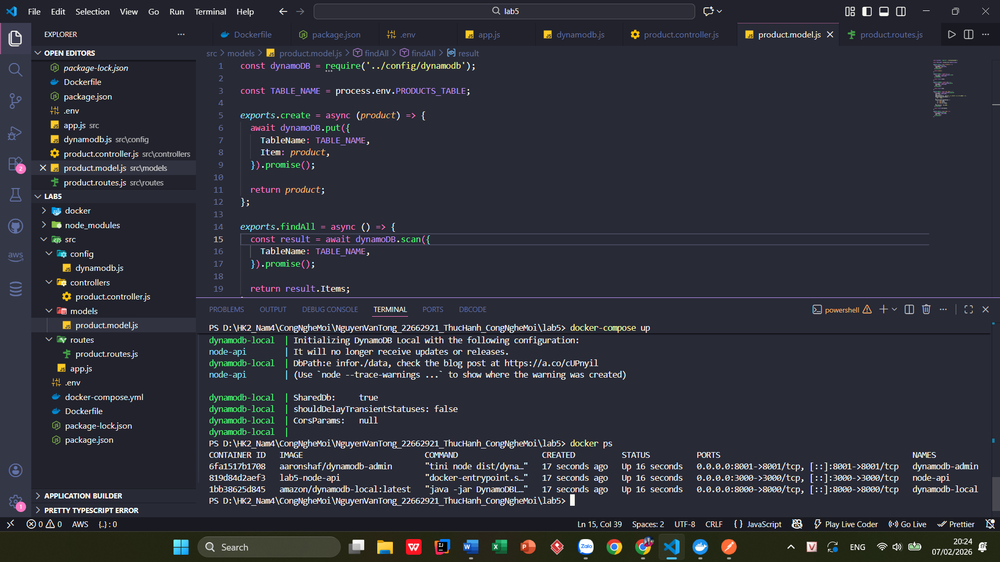 File Edit Selection View Go Run Terminal Help
lab5
EXPLORER
Dockerfile
package.json
.env
app.js
dynamodb.js
product.controller.js
product.model.js
product.routes.js
OPEN EDITORS
package-lock.json
Dockerfile
package.json
.env
app.js src
dynamodb.js src\config
product.controller.js src\controllers
product.model.js src\models
product.routes.js src\routes
LAB5
docker
node_modules
src
config
dynamodb.js
controllers
product.controller.js
models
product.model.js
routes
product.routes.js
app.js
.env
docker-compose.yml
Dockerfile
package-lock.json
package.json
APPLICATION BUILDER
PRETTY TYPESCRIPT ERROR
aws
2
1
src > models > product.model.js > findAll > findAll > result
1 const dynamoDB = require('../config/dynamodb');
2
3 const TABLE_NAME = process.env.PRODUCTS_TABLE;
4
5 exports.create = async (product) => {
6 await dynamoDB.put({
7 TableName: TABLE_NAME,
8 Item: product,
9 }).promise();
10
11 return product;
12 };
13
14 exports.findAll = async () => {
15 const result = await dynamoDB.scan({
16 TableName: TABLE_NAME,
17 }).promise();
18
19 return result.Items;
PROBLEMS OUTPUT DEBUG CONSOLE TERMINAL PORTS DBCODE
powershell
PS D:\HK2_Nam4\CongNgheMoi\NguyenVanTong_22662921_ThucHanh_CongNgheMoi\lab5> docker-compose up
dynamodb-local | Initializing DynamoDB Local with the following configuration:
node-api | It will no longer receive updates or releases.
dynamodb-local | DbPath:e infor./data, check the blog post at https://a.co/cUPnyil
node-api | (Use `node --trace-warnings ...` to show where the warning was created)
dynamodb-local | SharedDb: true
dynamodb-local | shouldDelayTransientStatuses: false
dynamodb-local | CorsParams: null
dynamodb-local |
PS D:\HK2_Nam4\CongNgheMoi\NguyenVanTong_22662921_ThucHanh_CongNgheMoi\lab5> docker ps
CONTAINER ID IMAGE COMMAND CREATED STATUS PORTS NAMES
6fa1517b1708 aaronshaf/dynamodb-admin "tini node dist/dyna…" 17 seconds ago Up 16 seconds 0.0.0.0:8001->8001/tcp, [::]:8001->8001/tcp dynamodb-admin
819d84d2aef3 lab5-node-api "docker-entrypoint.s…" 17 seconds ago Up 16 seconds 0.0.0.0:3000->3000/tcp, [::]:3000->3000/tcp node-api
1bb38625d845 amazon/dynamodb-local:latest "java -jar DynamoDBL…" 17 seconds ago Up 16 seconds 0.0.0.0:8000->8000/tcp, [::]:8000->8000/tcp dynamodb-local
PS D:\HK2_Nam4\CongNgheMoi\NguyenVanTong_22662921_ThucHanh_CongNgheMoi\lab5>
0 0 AWS {..} : 0
Ln 15, Col 39 Spaces: 2 UTF-8 CRLF { } JavaScript Play Live Coder Go Live Prettier
Search
Zalo
ENG
20:24
07/02/2026